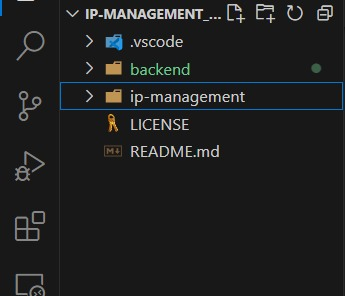 IP-MANAGEMENT_...
.vscode
backend
ip-management
LICENSE
README.md